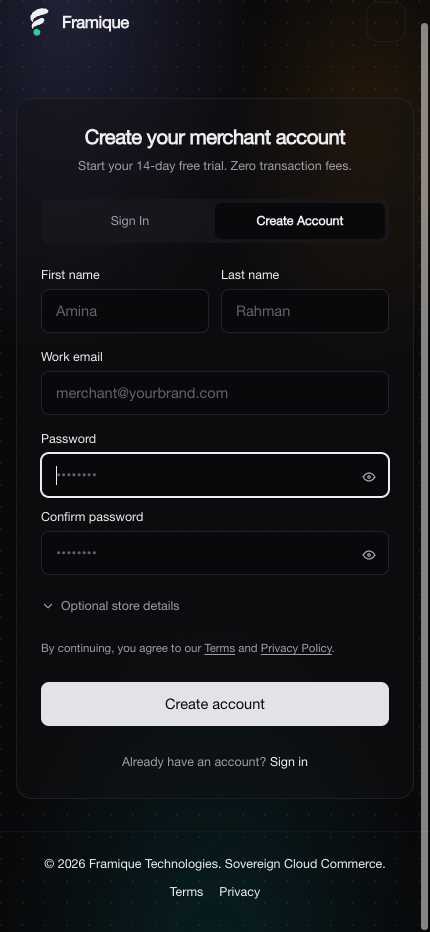 Framique
Create your merchant account
Start your 14-day free trial. Zero transaction fees.
Sign In
Create Account
First name
Last name
Amina
Rahman
Work email
merchant@yourbrand.com
Password
••••••••
Confirm password
••••••••
Optional store details
By continuing, you agree to our Terms and Privacy Policy.
Create account
Already have an account? Sign in
© 2026 Framique Technologies. Sovereign Cloud Commerce.
Terms
Privacy